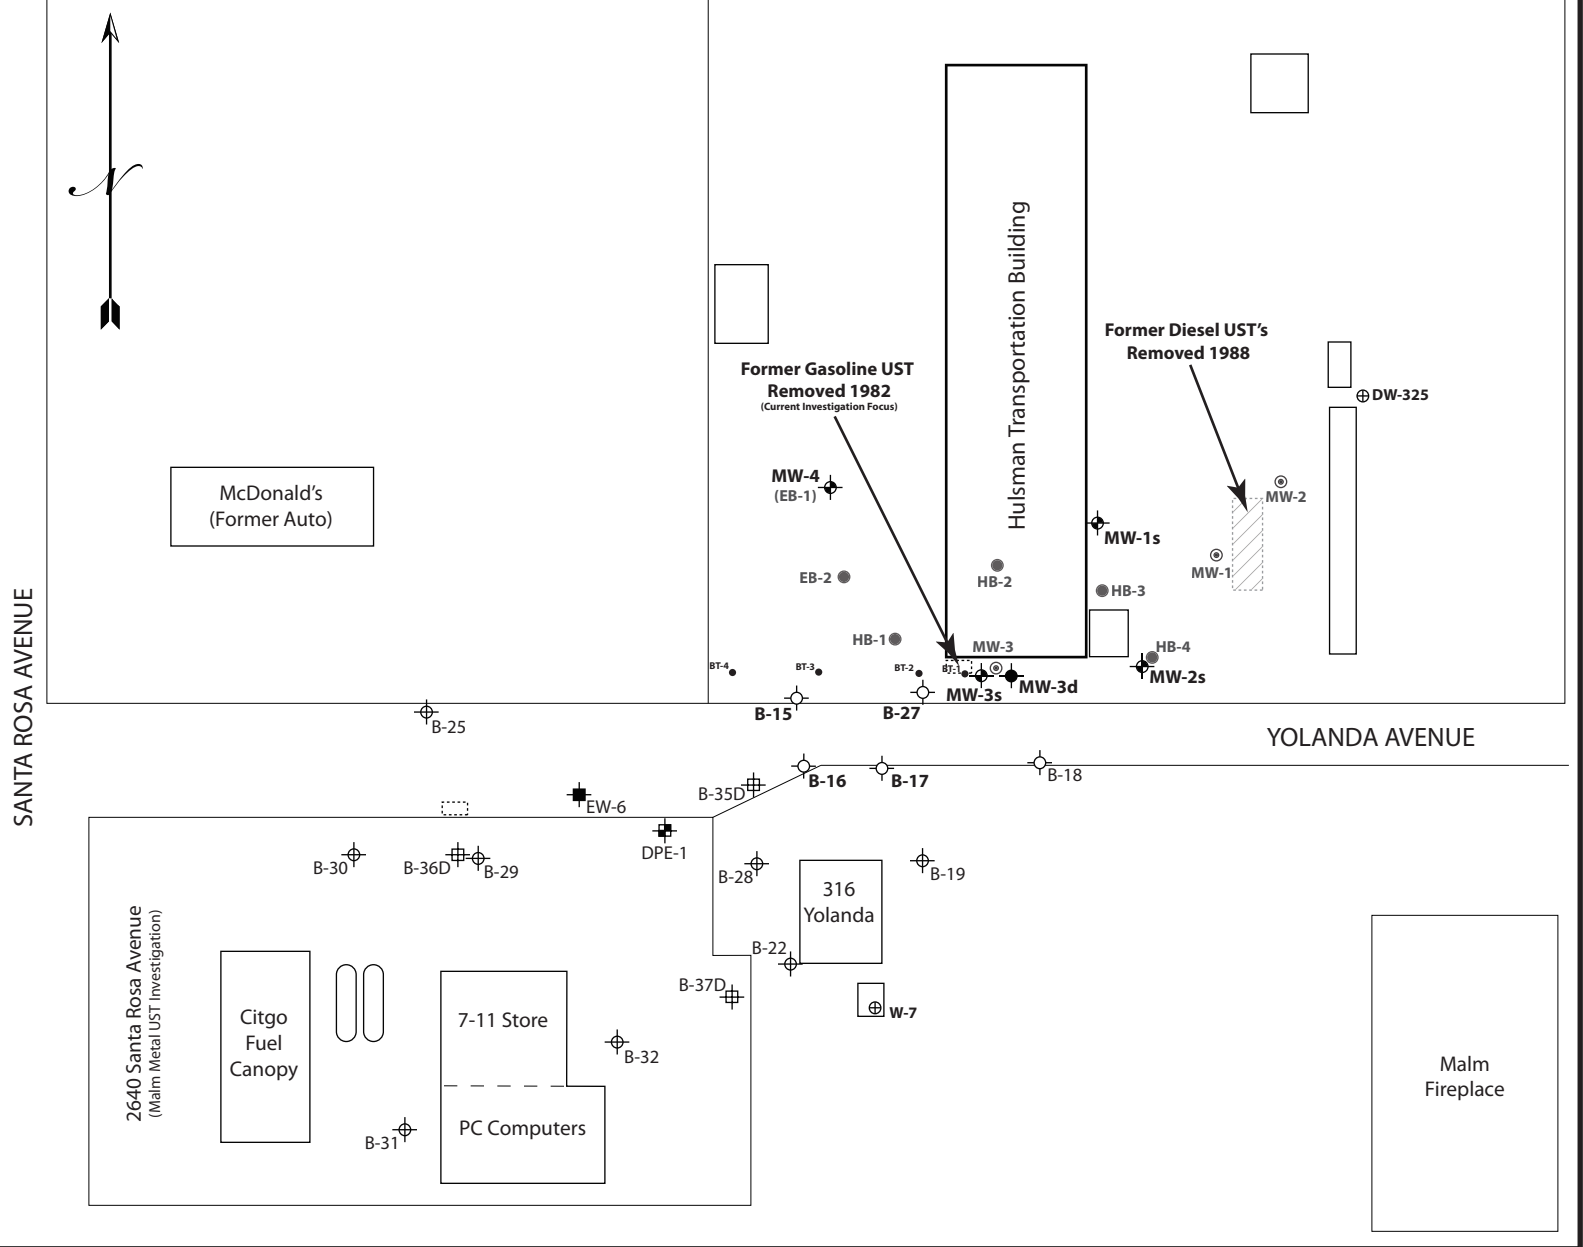 N
Hulsman Transportation Building
Former Diesel UST's
Removed 1988
Former Gasoline UST
Removed 1982
(Current Investigation Focus)
DW-325
McDonald's
(Former Auto)
MW-4
(EB-1)
MW-2
MW-1s
MW-1
EB-2
HB-2
HB-3
HB-1
MW-3
HB-4
BT-4
BT-3
BT-2
BT-1
MW-2s
MW-3s
MW-3d
B-15
B-27
B-25
SANTA ROSA AVENUE
YOLANDA AVENUE
B-16
B-17
B-18
B-35D
EW-6
DPE-1
B-30
B-36D
B-29
B-28
B-19
316
Yolanda
B-22
B-37D
W-7
2640 Santa Rosa Avenue
(Malm Metal UST Investigation)
Citgo
Fuel
Canopy
7-11 Store
B-32
PC Computers
B-31
Malm
Fireplace